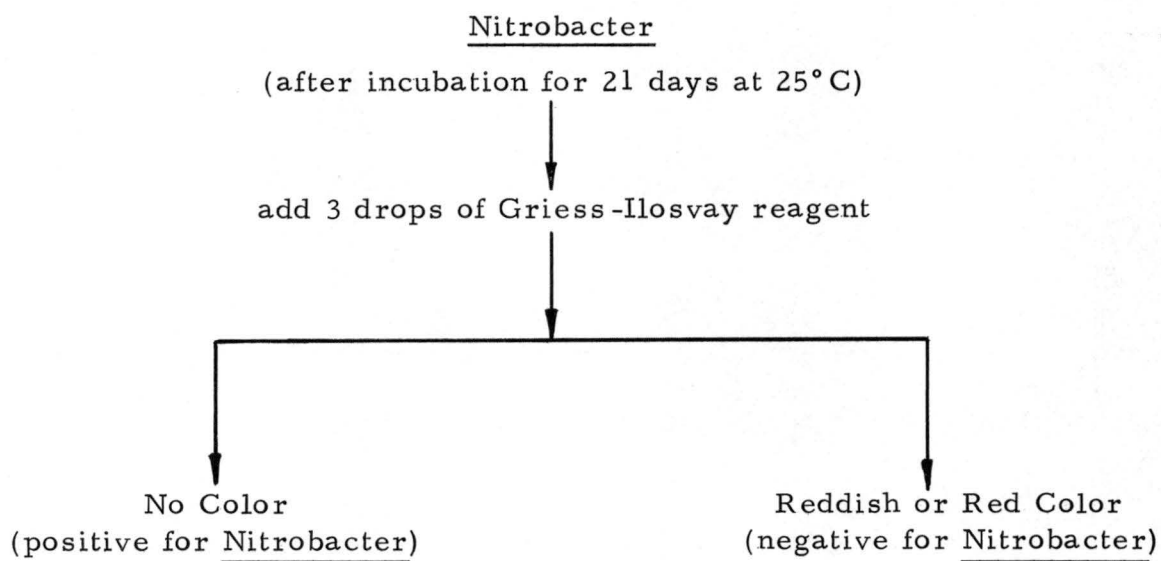 Nitrobacter
(after incubation for 21 days at 25°C)
add 3 drops of Griess-Ilosvay reagent
No Color
(positive for Nitrobacter)
Reddish or Red Color
(negative for Nitrobacter)